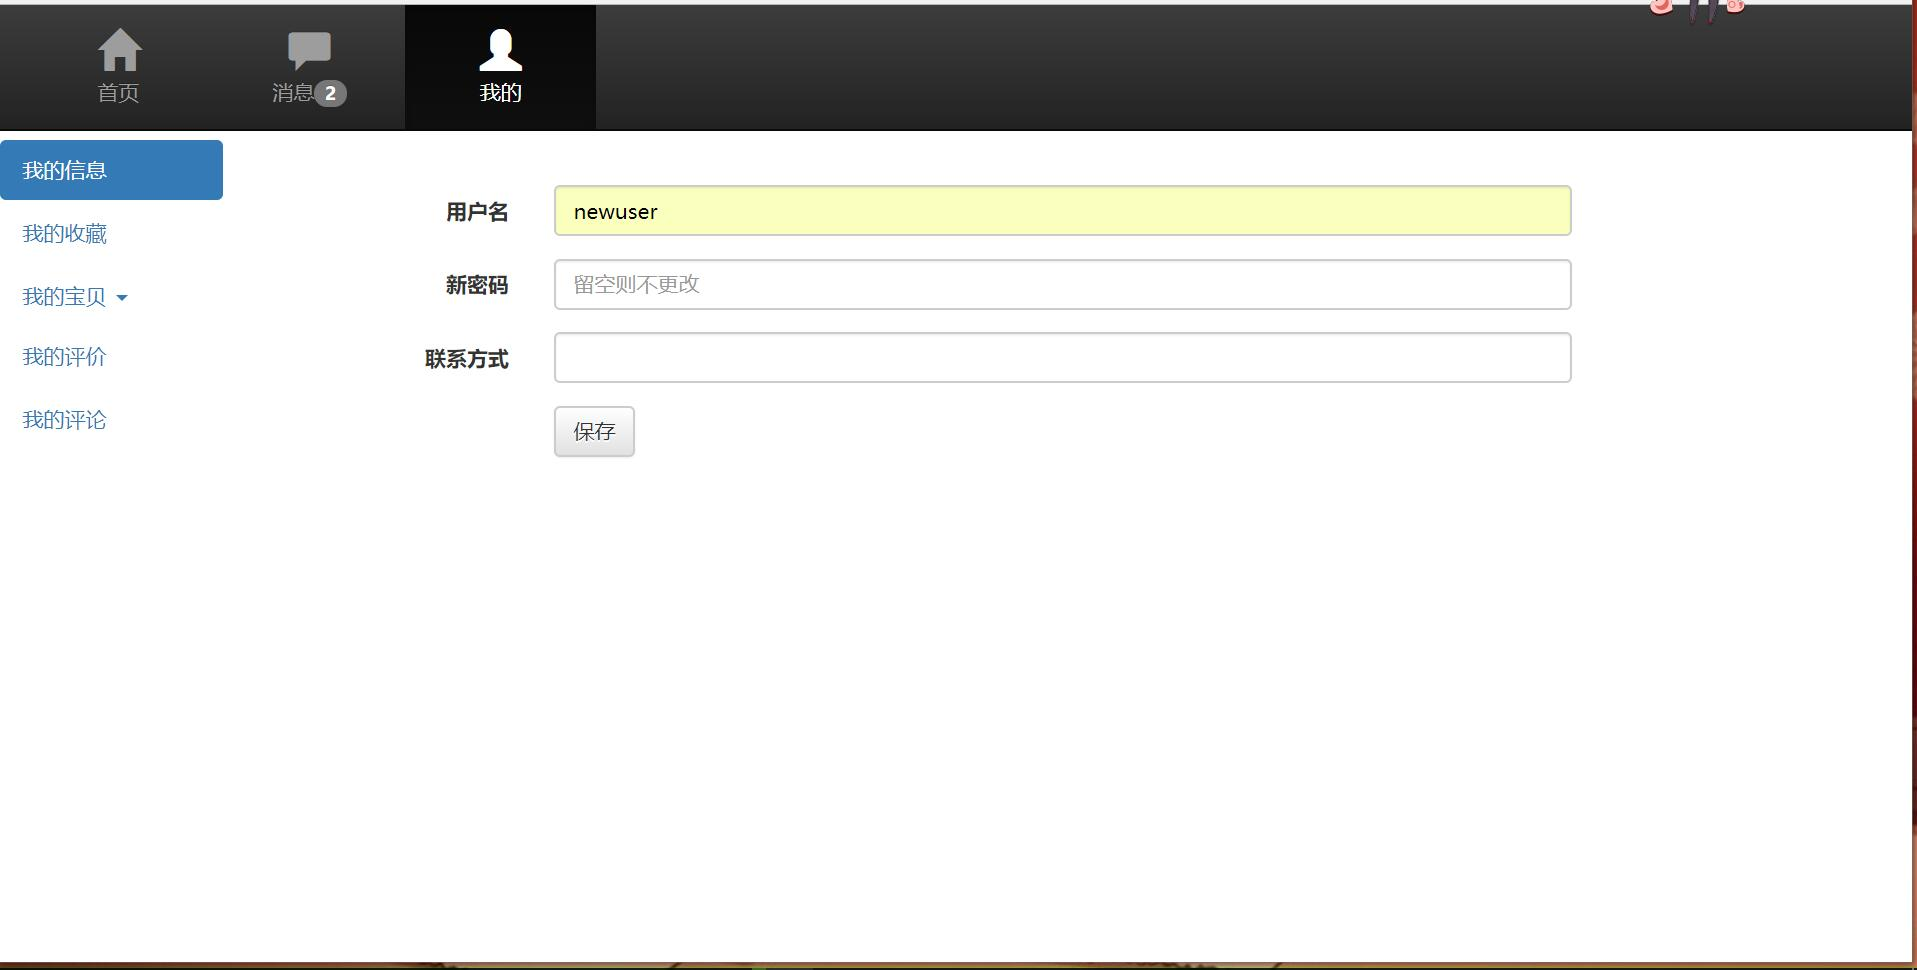 首页
消息 2
我的
我的信息
我的收藏
我的宝贝
我的评价
我的评论
用户名 newuser
新密码 留空则不更改
联系方式
保存